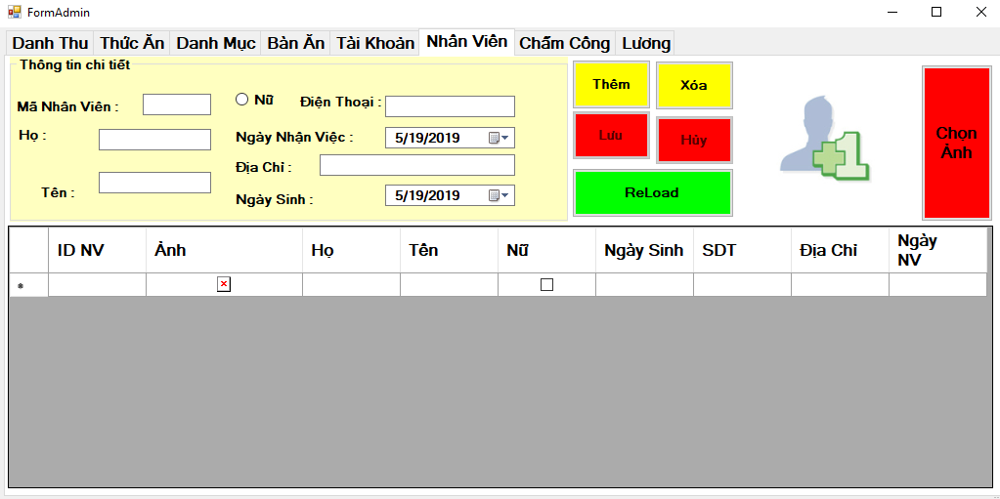 FormAdmin
Danh Thu Thức Ăn Danh Mục Bàn Ăn Tài Khoản Nhân Viên Chấm Công Lương
Thông tin chi tiết
Mã Nhân Viên :
Nữ
Điện Thoại :
Họ :
Ngày Nhận Việc :
5/19/2019
Địa Chỉ :
Tên :
Ngày Sinh :
5/19/2019
Thêm
Xóa
Lưu
Hủy
ReLoad
1
Chọn
Ảnh
ID NV Ảnh Họ Tên Nữ Ngày Sinh SDT Địa Chỉ Ngày
NV